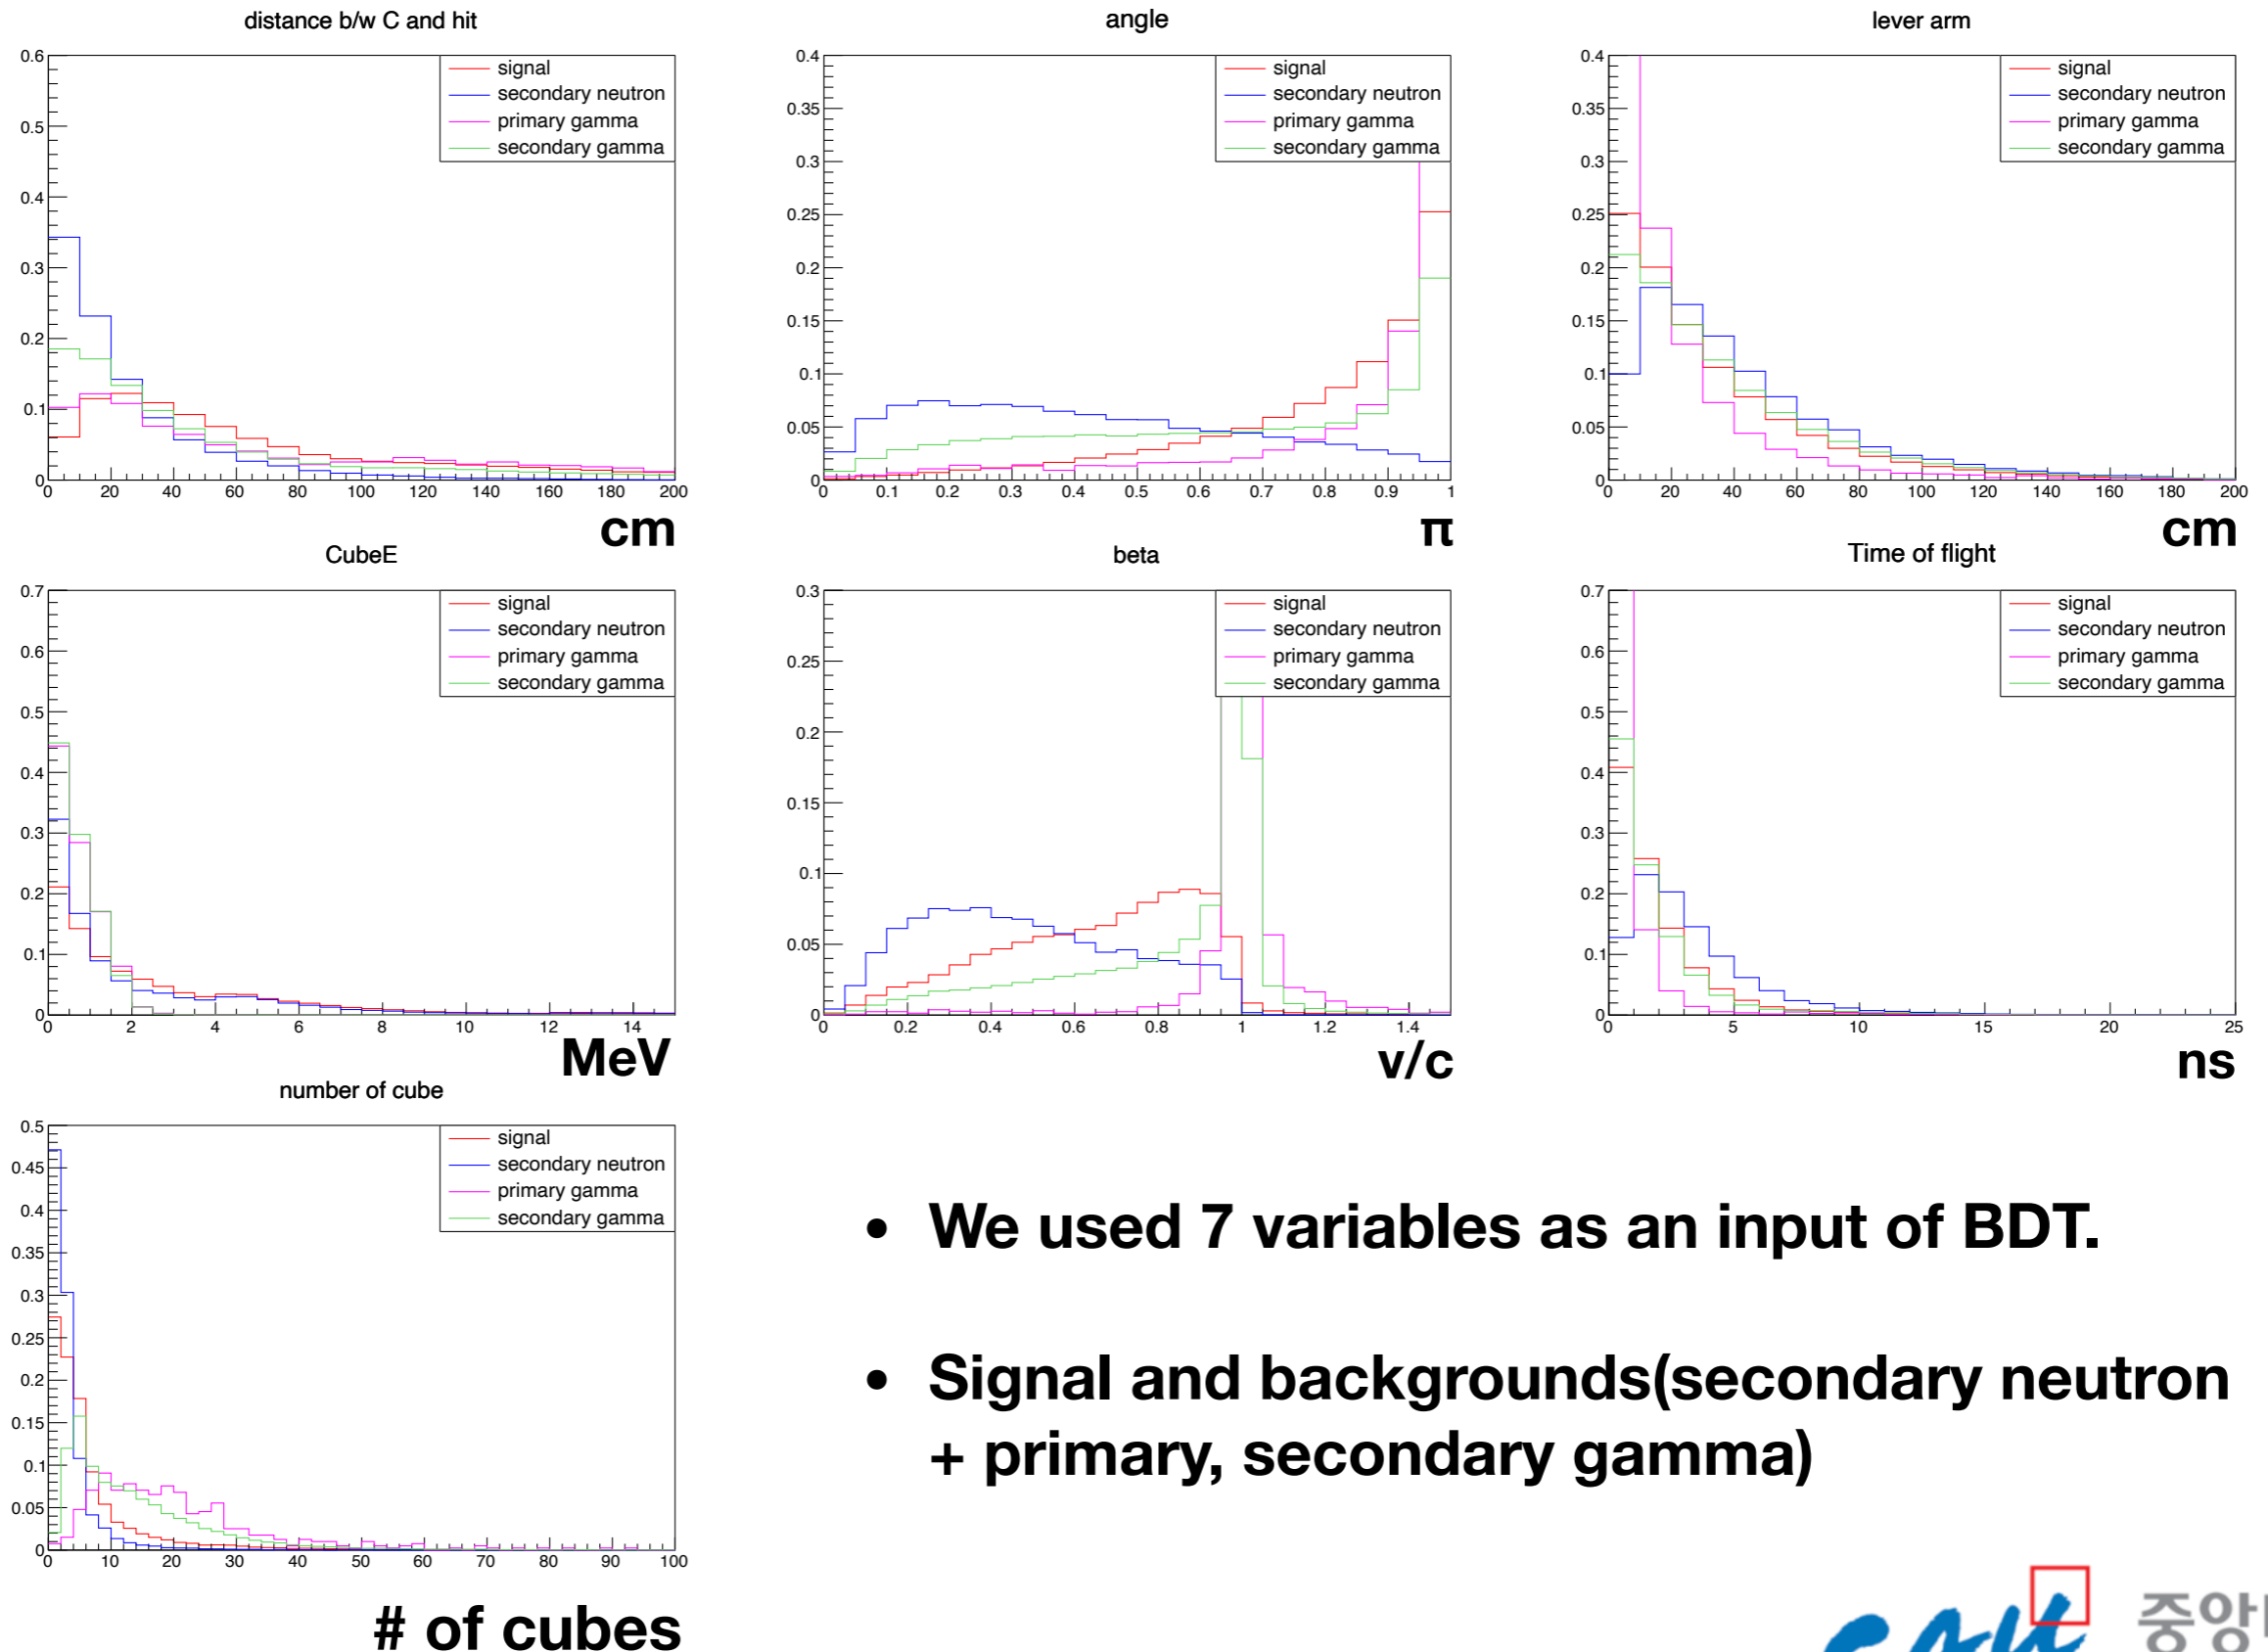 distance b/w C and hit
0.6
0.5
0.4
0.3
0.2
0.1
0
signal
secondary neutron
primary gamma
secondary gamma
0 20 40 60 80 100 120 140 160 180 200
cm
angle
0.4
0.35
0.3
0.25
0.2
0.15
0.1
0.05
0
signal
secondary neutron
primary gamma
secondary gamma
0 0.1 0.2 0.3 0.4 0.5 0.6 0.7 0.8 0.9 1
π
lever arm
0.4
0.35
0.3
0.25
0.2
0.15
0.1
0.05
0
signal
secondary neutron
primary gamma
secondary gamma
0 20 40 60 80 100 120 140 160 180 200
cm
CubeE
0.7
0.6
0.5
0.4
0.3
0.2
0.1
0
signal
secondary neutron
primary gamma
secondary gamma
0 2 4 6 8 10 12 14
MeV
beta
0.3
0.25
0.2
0.15
0.1
0.05
0
signal
secondary neutron
primary gamma
secondary gamma
0 0.2 0.4 0.6 0.8 1 1.2 1.4
v/c
Time of flight
0.7
0.6
0.5
0.4
0.3
0.2
0.1
0
signal
secondary neutron
primary gamma
secondary gamma
0 5 10 15 20 25
ns
number of cube
0.5
0.45
0.4
0.35
0.3
0.25
0.2
0.15
0.1
0.05
0
signal
secondary neutron
primary gamma
secondary gamma
0 10 20 30 40 50 60 70 80 90 100
# of cubes
• We used 7 variables as an input of BDT.
• Signal and backgrounds(secondary neutron
+ primary, secondary gamma)
중앙